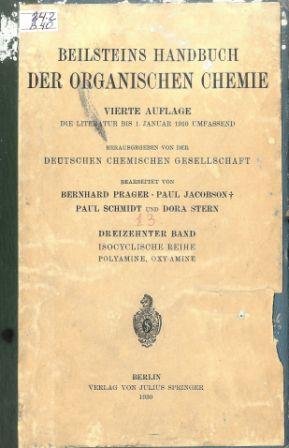 BEILSTEINS HANDBUCH
DER ORGANISCHEN CHEMIE
VIERTE AUFLAGE
DIE LITERATUR BIS 1. JANUAR 1910 UMFASSEND
HERAUSGEGEBEN VON DER
DEUTSCHEN CHEMISCHEN GESELLSCHAFT
BEARBEITET VON
BERNHARD PRAGER · PAUL JACOBSON †
PAUL SCHMIDT UND DORA STERN
13
DREIZEHNTER BAND
ISOCYCLISCHE REIHE
POLYAMINE, OXY-AMINE
BERLIN
VERLAG VON JULIUS SPRINGER
1930